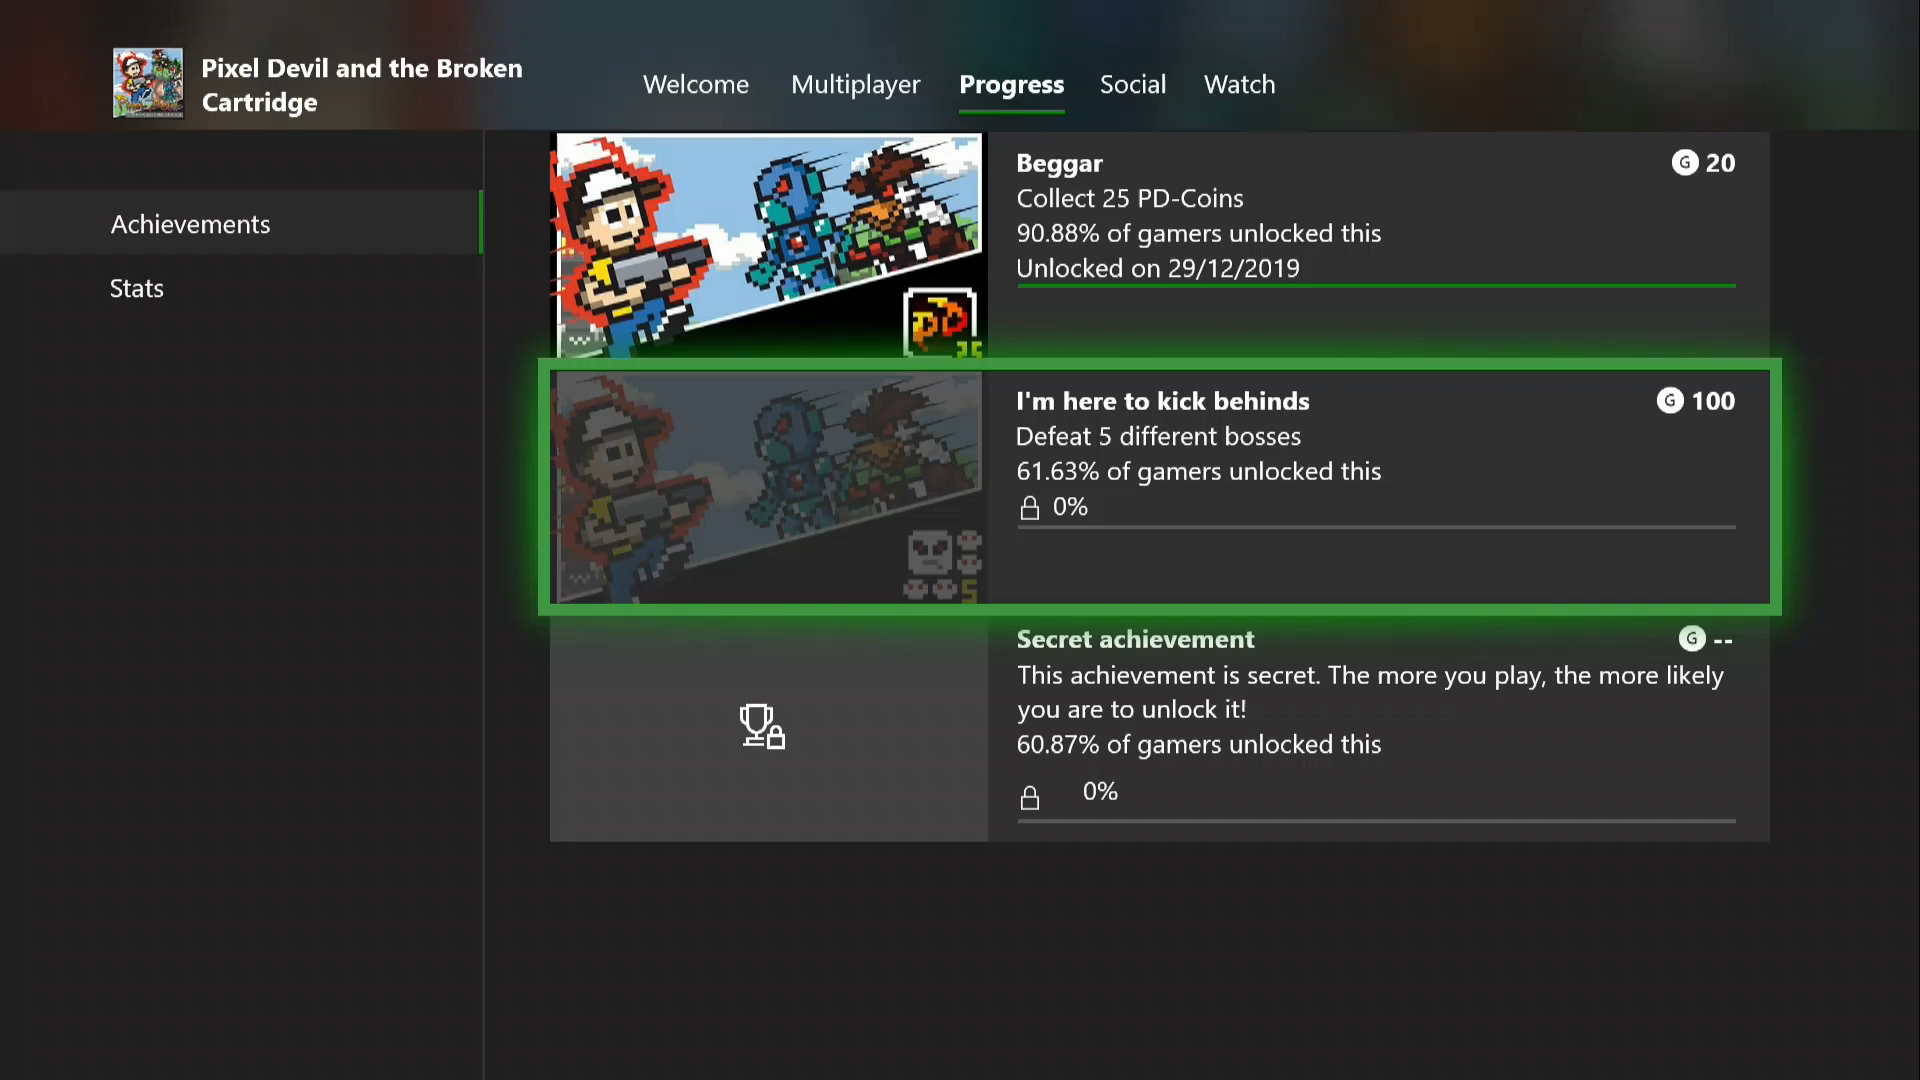 Pixel Devil and the Broken
Cartridge
Welcome
Multiplayer
Progress
Social
Watch
Achievements
Stats
Beggar
G 20
Collect 25 PD-Coins
90.88% of gamers unlocked this
Unlocked on 29/12/2019
PD
25
I'm here to kick behinds
G 100
Defeat 5 different bosses
61.63% of gamers unlocked this
0%
5
Secret achievement
G --
This achievement is secret. The more you play, the more likely
you are to unlock it!
60.87% of gamers unlocked this
0%